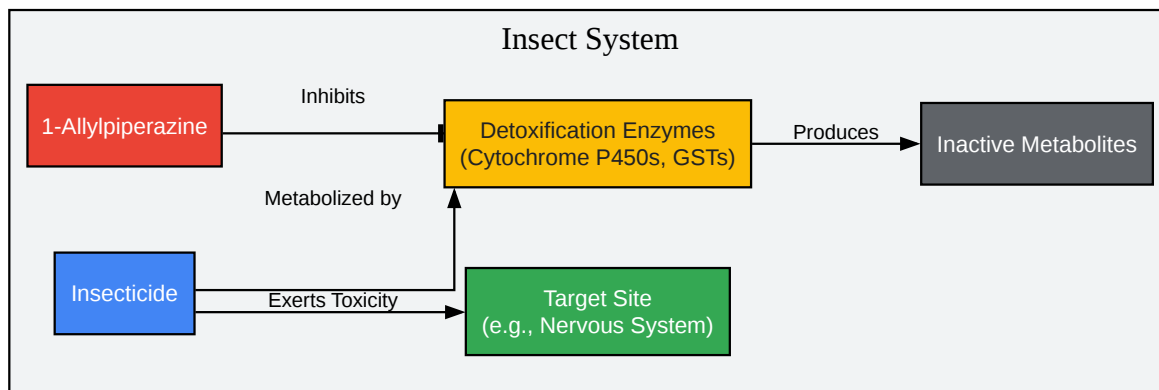 Insect System
1-Allylpiperazine
Inhibits
Detoxification Enzymes
(Cytochrome P450s, GSTs)
Produces
Inactive Metabolites
Metabolized by
Insecticide
Exerts Toxicity
Target Site
(e.g., Nervous System)